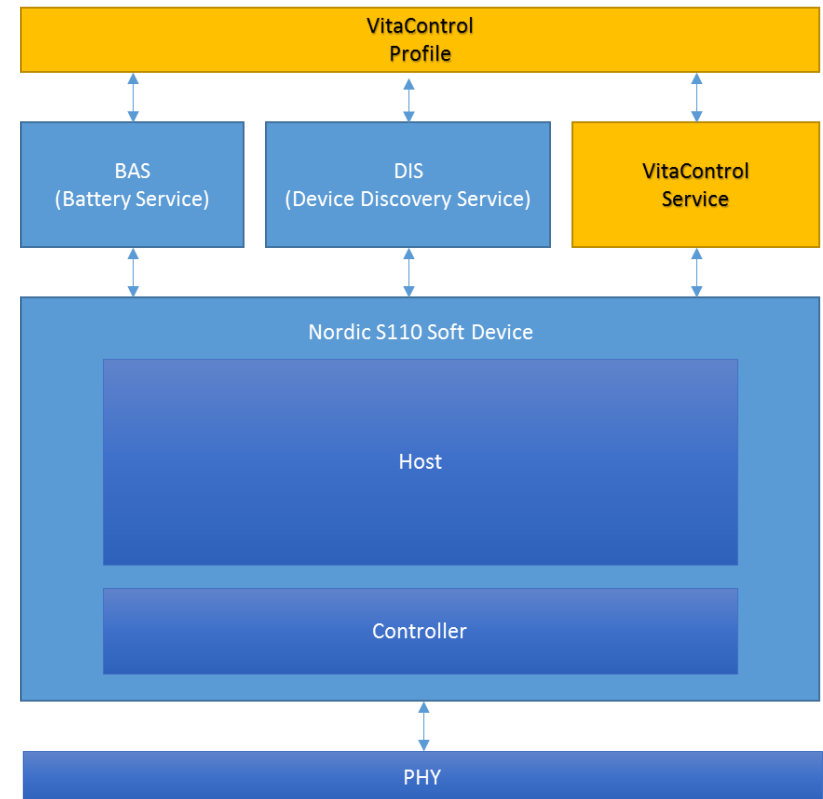 VitaControl
Profile
BAS
(Battery Service)
DIS
(Device Discovery Service)
VitaControl
Service
Nordic S110 Soft Device
Host
Controller
PHY